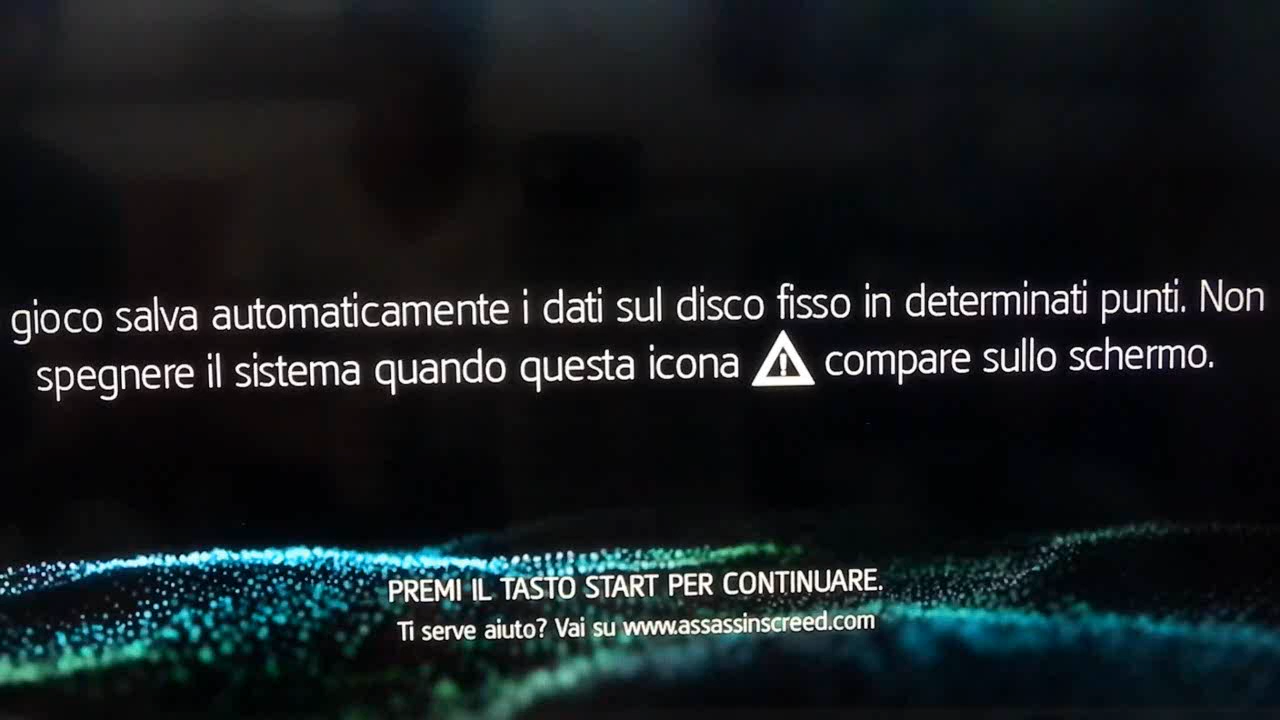 gioco salva automaticamente i dati sul disco fisso in determinati punti. Non
spegnere il sistema quando questa icona compare sullo schermo.
PREMI IL TASTO START PER CONTINUARE.
Ti serve aiuto? Vai su www.assassinscreed.com